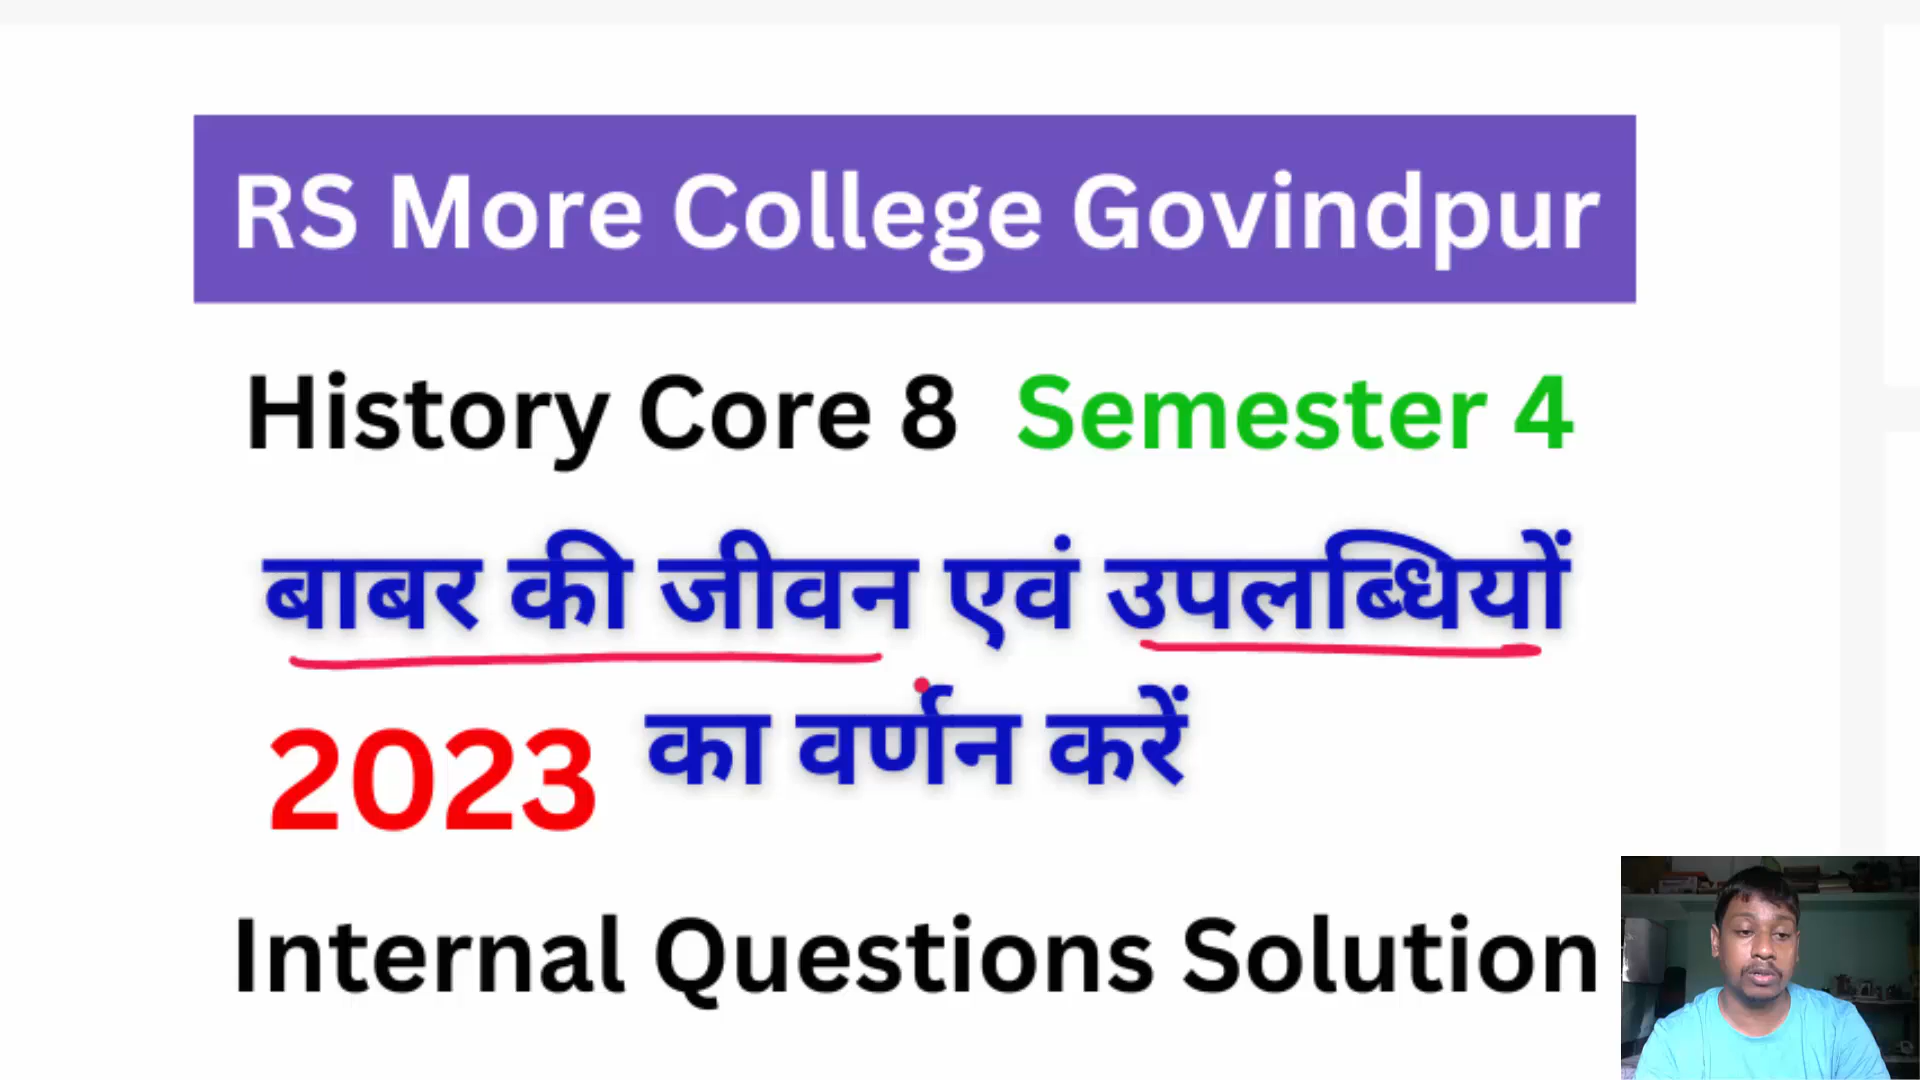 RS More College Govindpur
History Core 8 Semester 4
बाबर की जीवन एवं उपलब्धियों
का वर्णन करें
2023
Internal Questions Solution